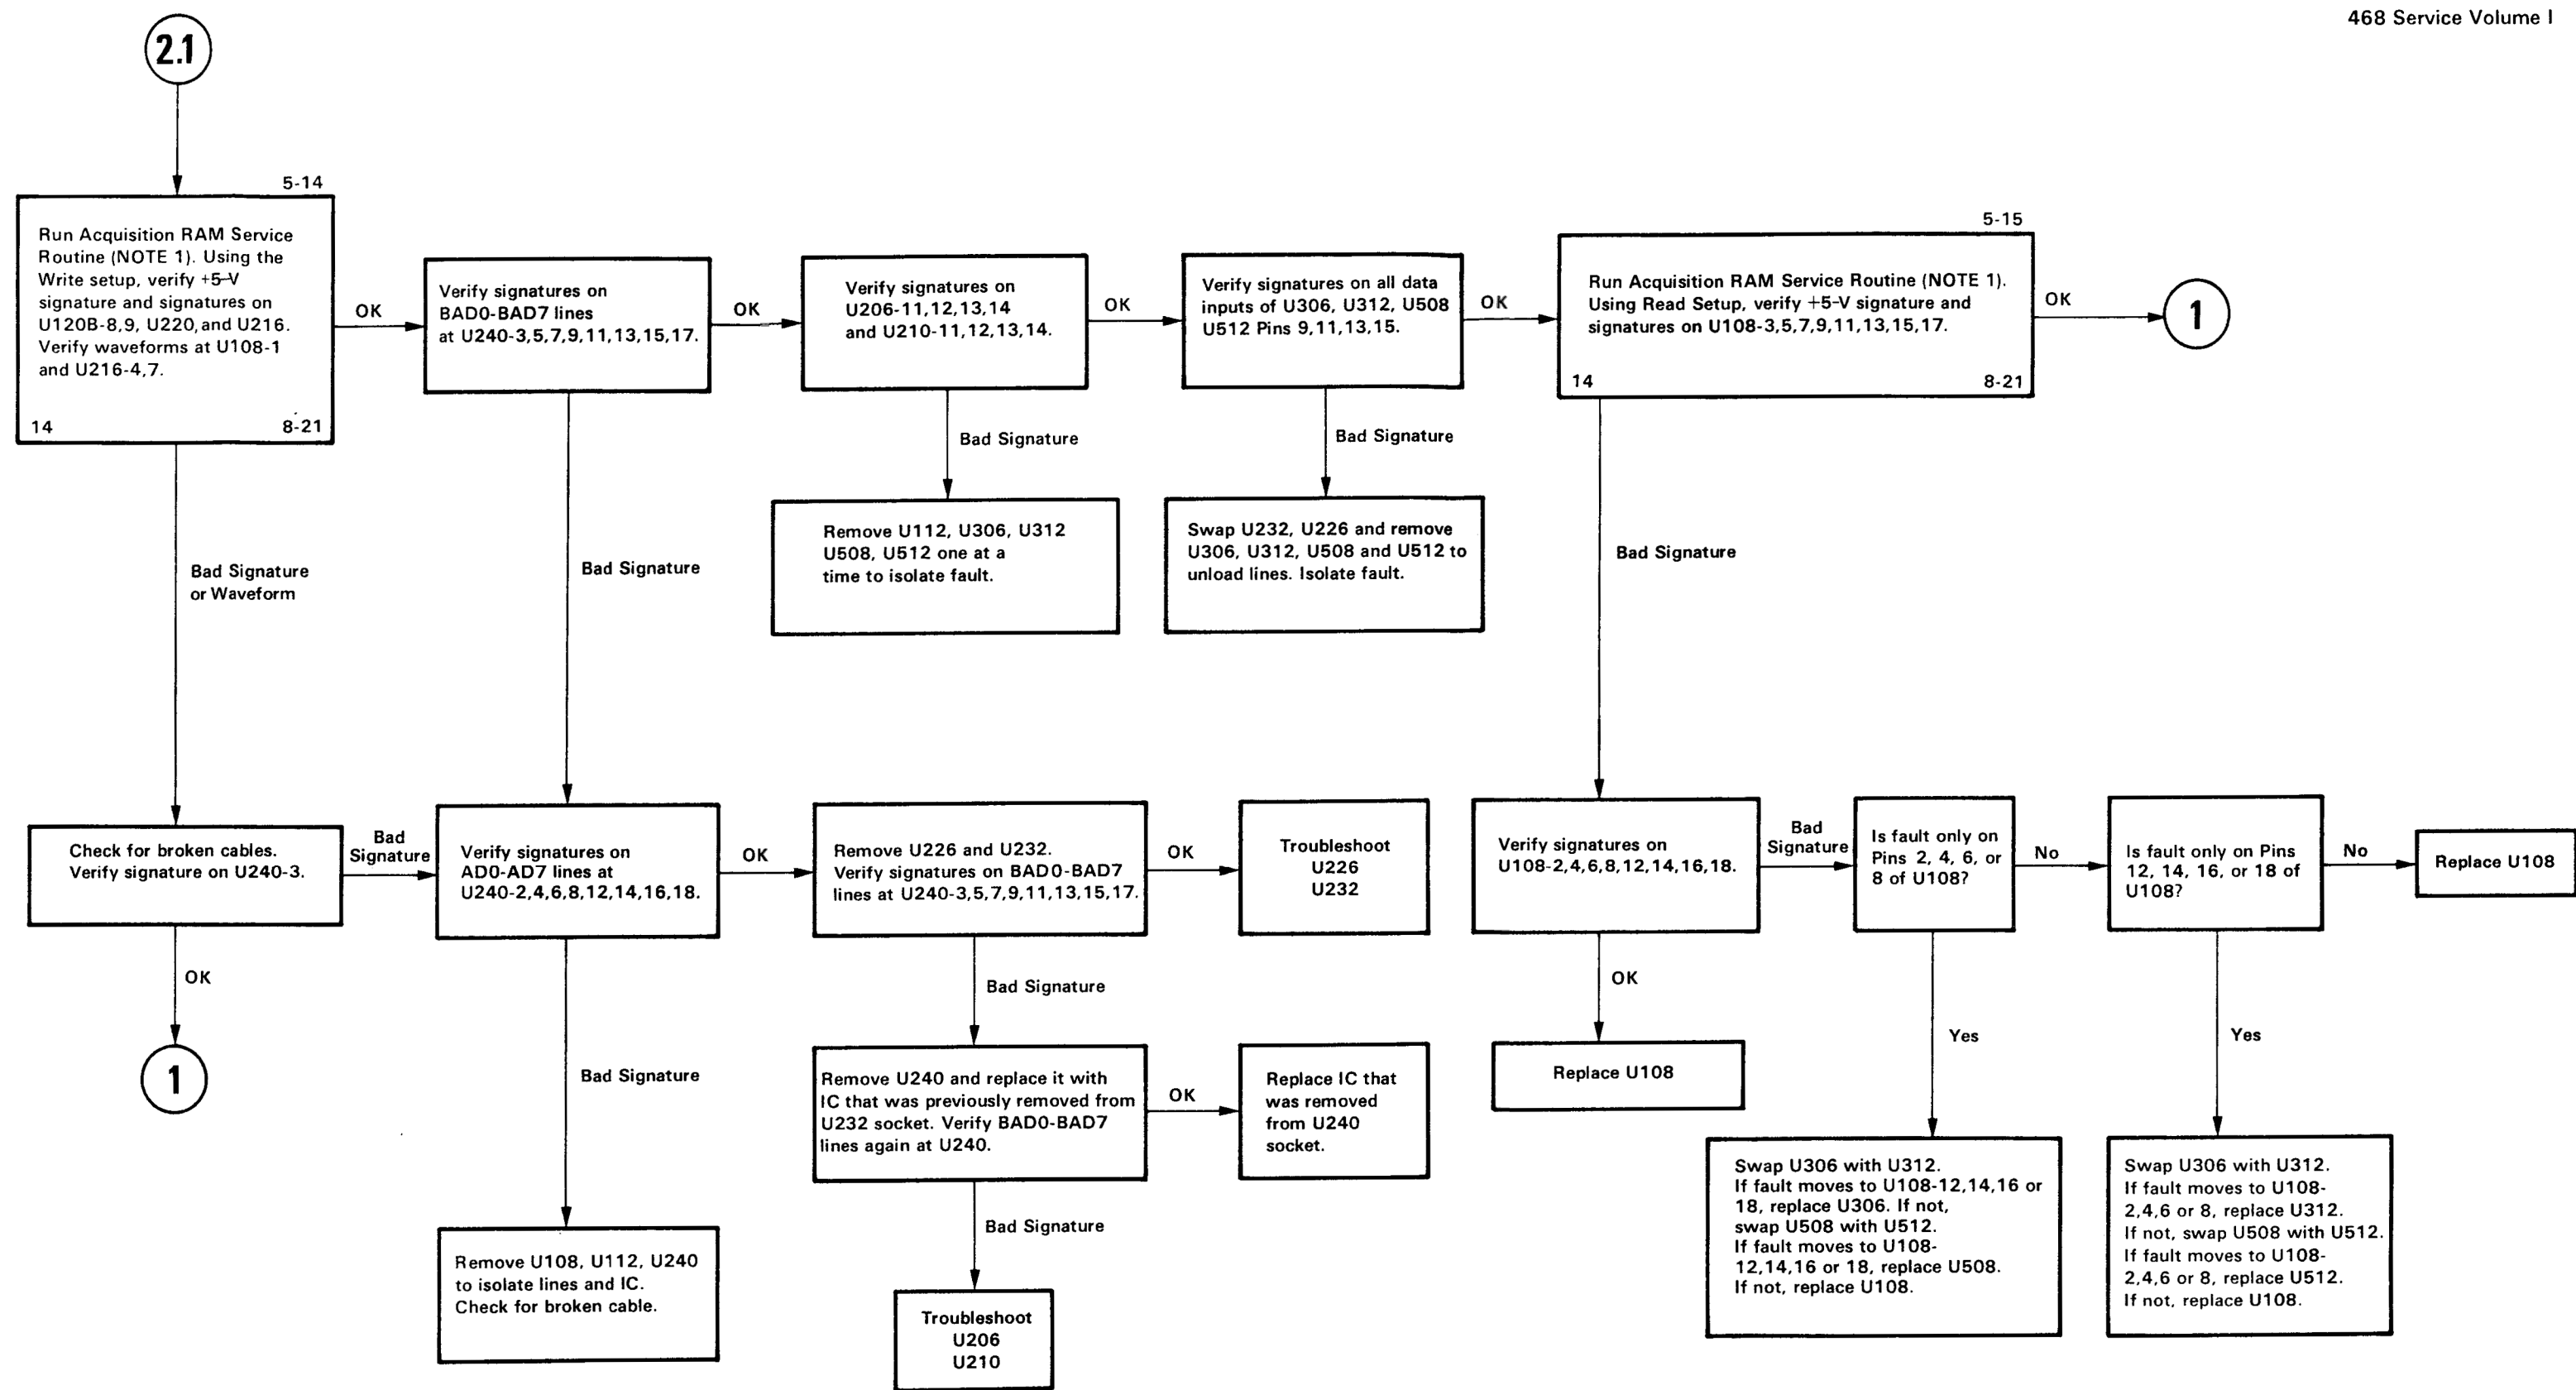 468 Service Volume I
2.1
5-14
Run Acquisition RAM Service
Routine (NOTE 1). Using the
Write setup, verify +5-V
signature and signatures on
U120B-8,9, U220, and U216.
Verify waveforms at U108-1
and U216-4,7.
14
8-21
OK
Verify signatures on
BAD0-BAD7 lines
at U240-3,5,7,9,11,13,15,17.
OK
Verify signatures on
U206-11,12,13,14
and U210-11,12,13,14.
OK
Verify signatures on all data
inputs of U306, U312, U508
U512 Pins 9,11,13,15.
OK
5-15
Run Acquisition RAM Service Routine (NOTE 1).
Using Read Setup, verify +5-V signature and
signatures on U108-3,5,7,9,11,13,15,17.
14
8-21
OK
1
Bad Signature
Remove U112, U306, U312
U508, U512 one at a
time to isolate fault.
Bad Signature
Swap U232, U226 and remove
U306, U312, U508 and U512 to
unload lines. Isolate fault.
Bad Signature
or Waveform
Bad Signature
Bad Signature
Check for broken cables.
Verify signature on U240-3.
Bad
Signature
Verify signatures on
AD0-AD7 lines at
U240-2,4,6,8,12,14,16,18.
OK
Remove U226 and U232.
Verify signatures on BAD0-BAD7
lines at U240-3,5,7,9,11,13,15,17.
OK
Troubleshoot
U226
U232
Verify signatures on
U108-2,4,6,8,12,14,16,18.
Bad
Signature
Is fault only on
Pins 2, 4, 6, or
8 of U108?
No
Is fault only on Pins
12, 14, 16, or 18 of
U108?
No
Replace U108
OK
1
Bad Signature
Remove U108, U112, U240
to isolate lines and IC.
Check for broken cable.
Bad Signature
Remove U240 and replace it with
IC that was previously removed from
U232 socket. Verify BAD0-BAD7
lines again at U240.
OK
Replace IC that
was removed
from U240
socket.
Bad Signature
Troubleshoot
U206
U210
OK
Replace U108
Yes
Swap U306 with U312.
If fault moves to U108-12,14,16 or
18, replace U306. If not,
swap U508 with U512.
If fault moves to U108-
12,14,16 or 18, replace U508.
If not, replace U108.
Yes
Swap U306 with U312.
If fault moves to U108-
2,4,6 or 8, replace U312.
If not, swap U508 with U512.
If fault moves to U108-
2,4,6 or 8, replace U512.
If not, replace U108.